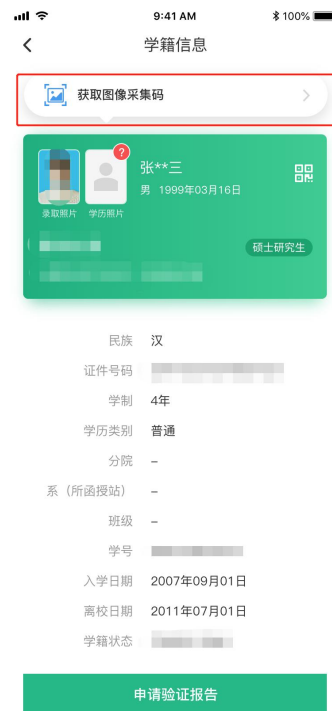 9:41 AM
100%
学籍信息
获取图像采集码
?
张**三
男 1999年03月16日
录取照片 学历照片
硕士研究生
民族 汉
证件号码
学制 4年
学历类别 普通
分院 –
系（所函授站） –
班级 –
学号
入学日期 2007年09月01日
离校日期 2011年07月01日
学籍状态
申请验证报告